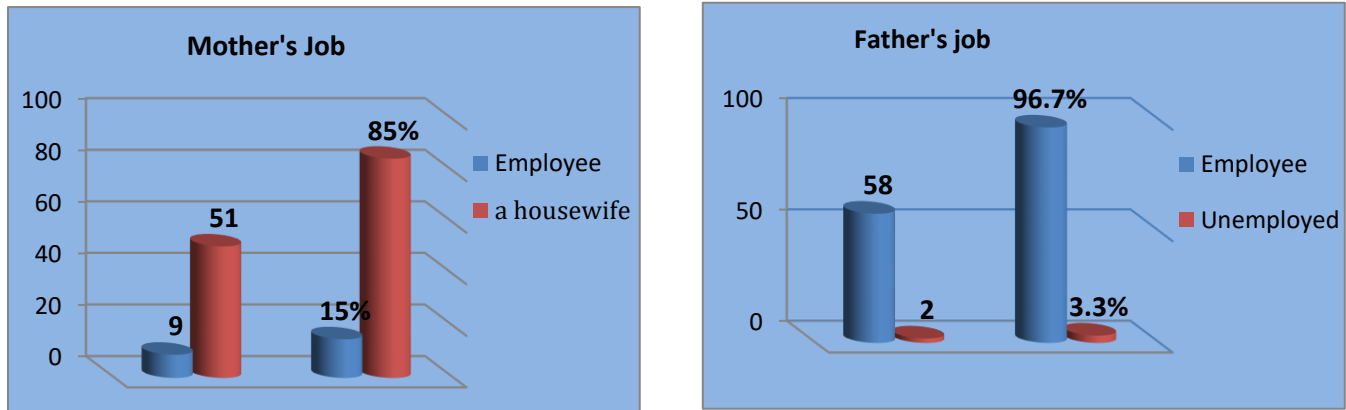 Mother's Job
100
80
60
40
20
0
9
51
15%
85%
Employee
a housewife
Father's job
100
50
0
58
2
96.7%
3.3%
Employee
Unemployed